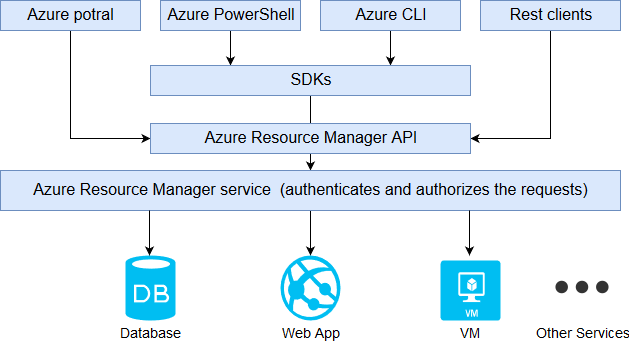 Azure potral
Azure PowerShell
Azure CLI
Rest clients
SDKs
Azure Resource Manager API
Azure Resource Manager service (authenticates and authorizes the requests)
DB
VM
Database
Web App
VM
Other Services